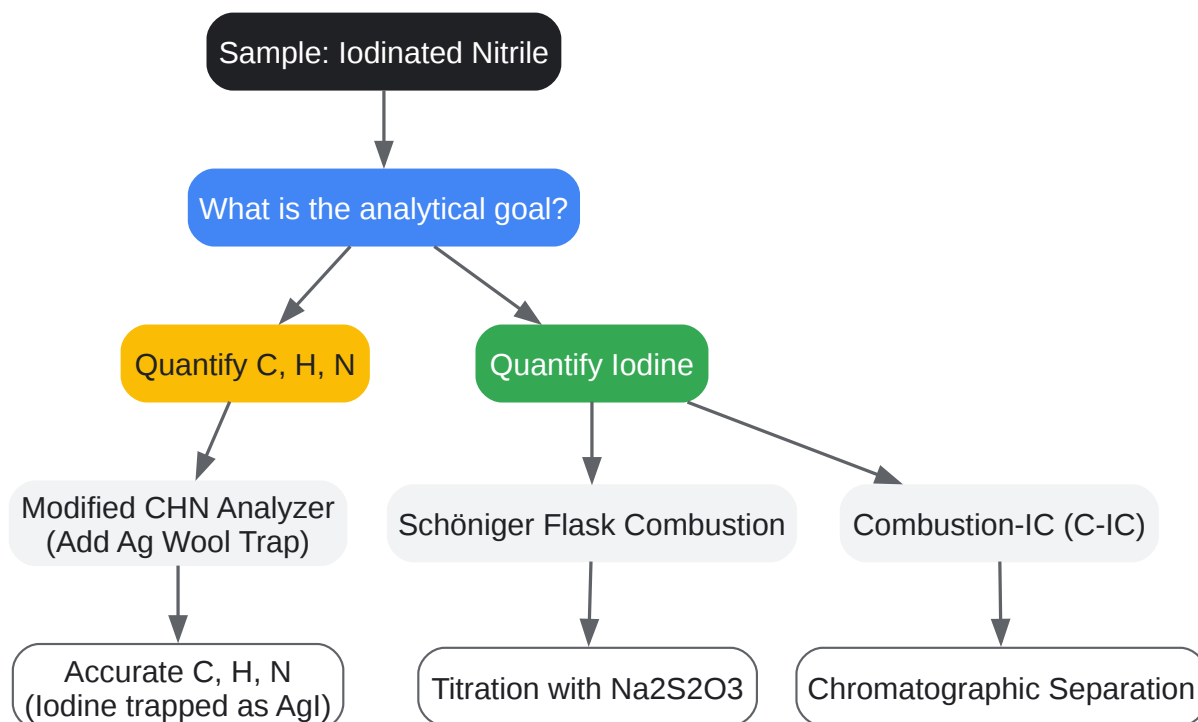 Sample: Iodinated Nitrile
What is the analytical goal?
Quantify C, H, N
Quantify Iodine
Modified CHN Analyzer
(Add Ag Wool Trap)
Schöniger Flask Combustion
Combustion-IC (C-IC)
Accurate C, H, N
(Iodine trapped as AgI)
Titration with Na2S2O3
Chromatographic Separation